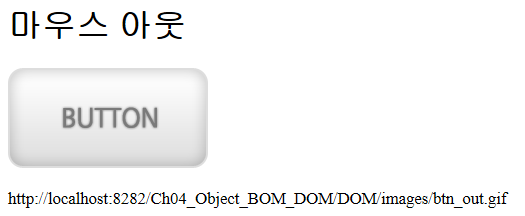 마우스 아웃
BUTTON
http://localhost:8282/Ch04_Object_BOM_DOM/DOM/images/btn_out.gif